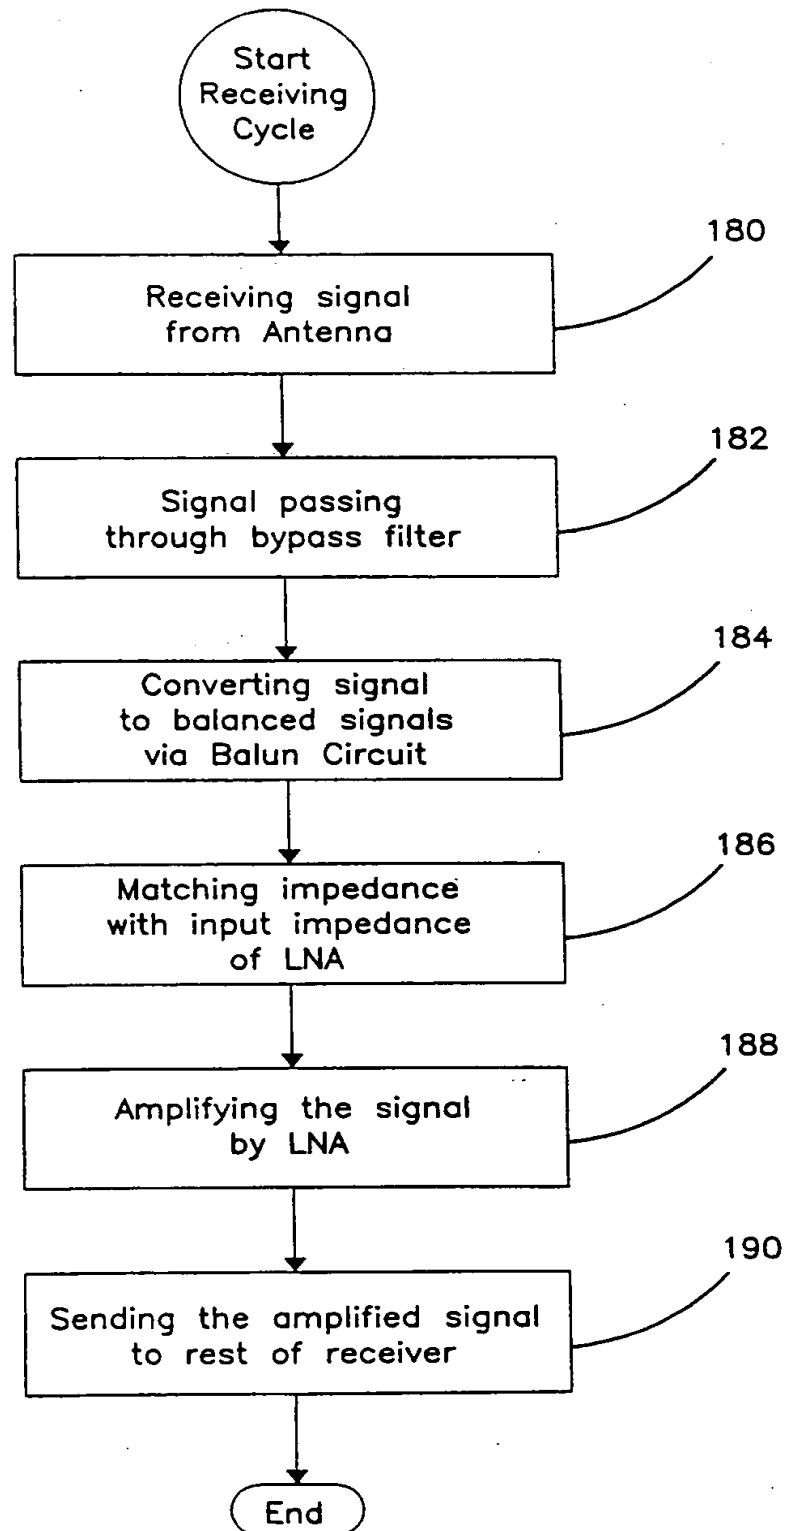 Start
Receiving
Cycle
180
Receiving signal
from Antenna
182
Signal passing
through bypass filter
184
Converting signal
to balanced signals
via Balun Circuit
186
Matching impedance
with input impedance
of LNA
188
Amplifying the signal
by LNA
190
Sending the amplified signal
to rest of receiver
End